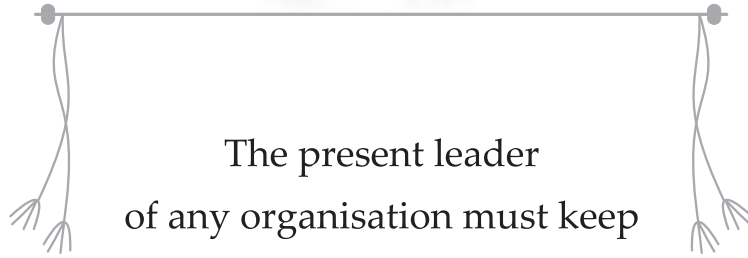 The present leader
of any organisation must keep